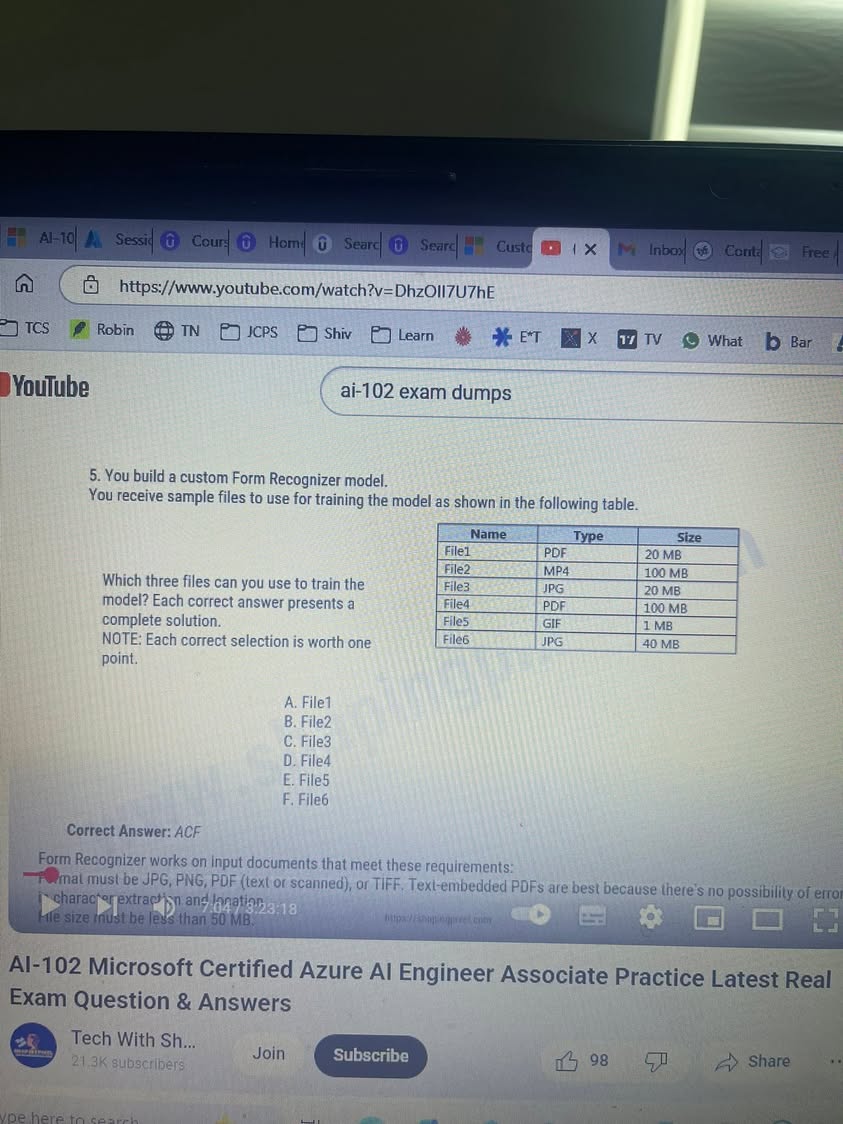 AI-10 Sessi Cours Home Searc Searc Custo X Inbox Conta Free
https://www.youtube.com/watch?v=DhzOII7U7hE
TCS Robin TN JCPS Shiv Learn E*T X 17 TV What b Bar
YouTube
ai-102 exam dumps
5. You build a custom Form Recognizer model.
You receive sample files to use for training the model as shown in the following table.
Name Type Size
File1 PDF 20 MB
File2 MP4 100 MB
File3 JPG 20 MB
File4 PDF 100 MB
File5 GIF 1 MB
File6 JPG 40 MB
Which three files can you use to train the
model? Each correct answer presents a
complete solution.
NOTE: Each correct selection is worth one
point.
A. File1
B. File2
C. File3
D. File4
E. File5
F. File6
Correct Answer: ACF
Form Recognizer works on input documents that meet these requirements:
Format must be JPG, PNG, PDF (text or scanned), or TIFF. Text-embedded PDFs are best because there's no possibility of error
character extraction and location.
7:04 / 3:23:18
File size must be less than 50 MB.
AI-102 Microsoft Certified Azure AI Engineer Associate Practice Latest Real
Exam Question & Answers
Tech With Sh...
21.3K subscribers
Join
Subscribe
98
Share
ype here to search